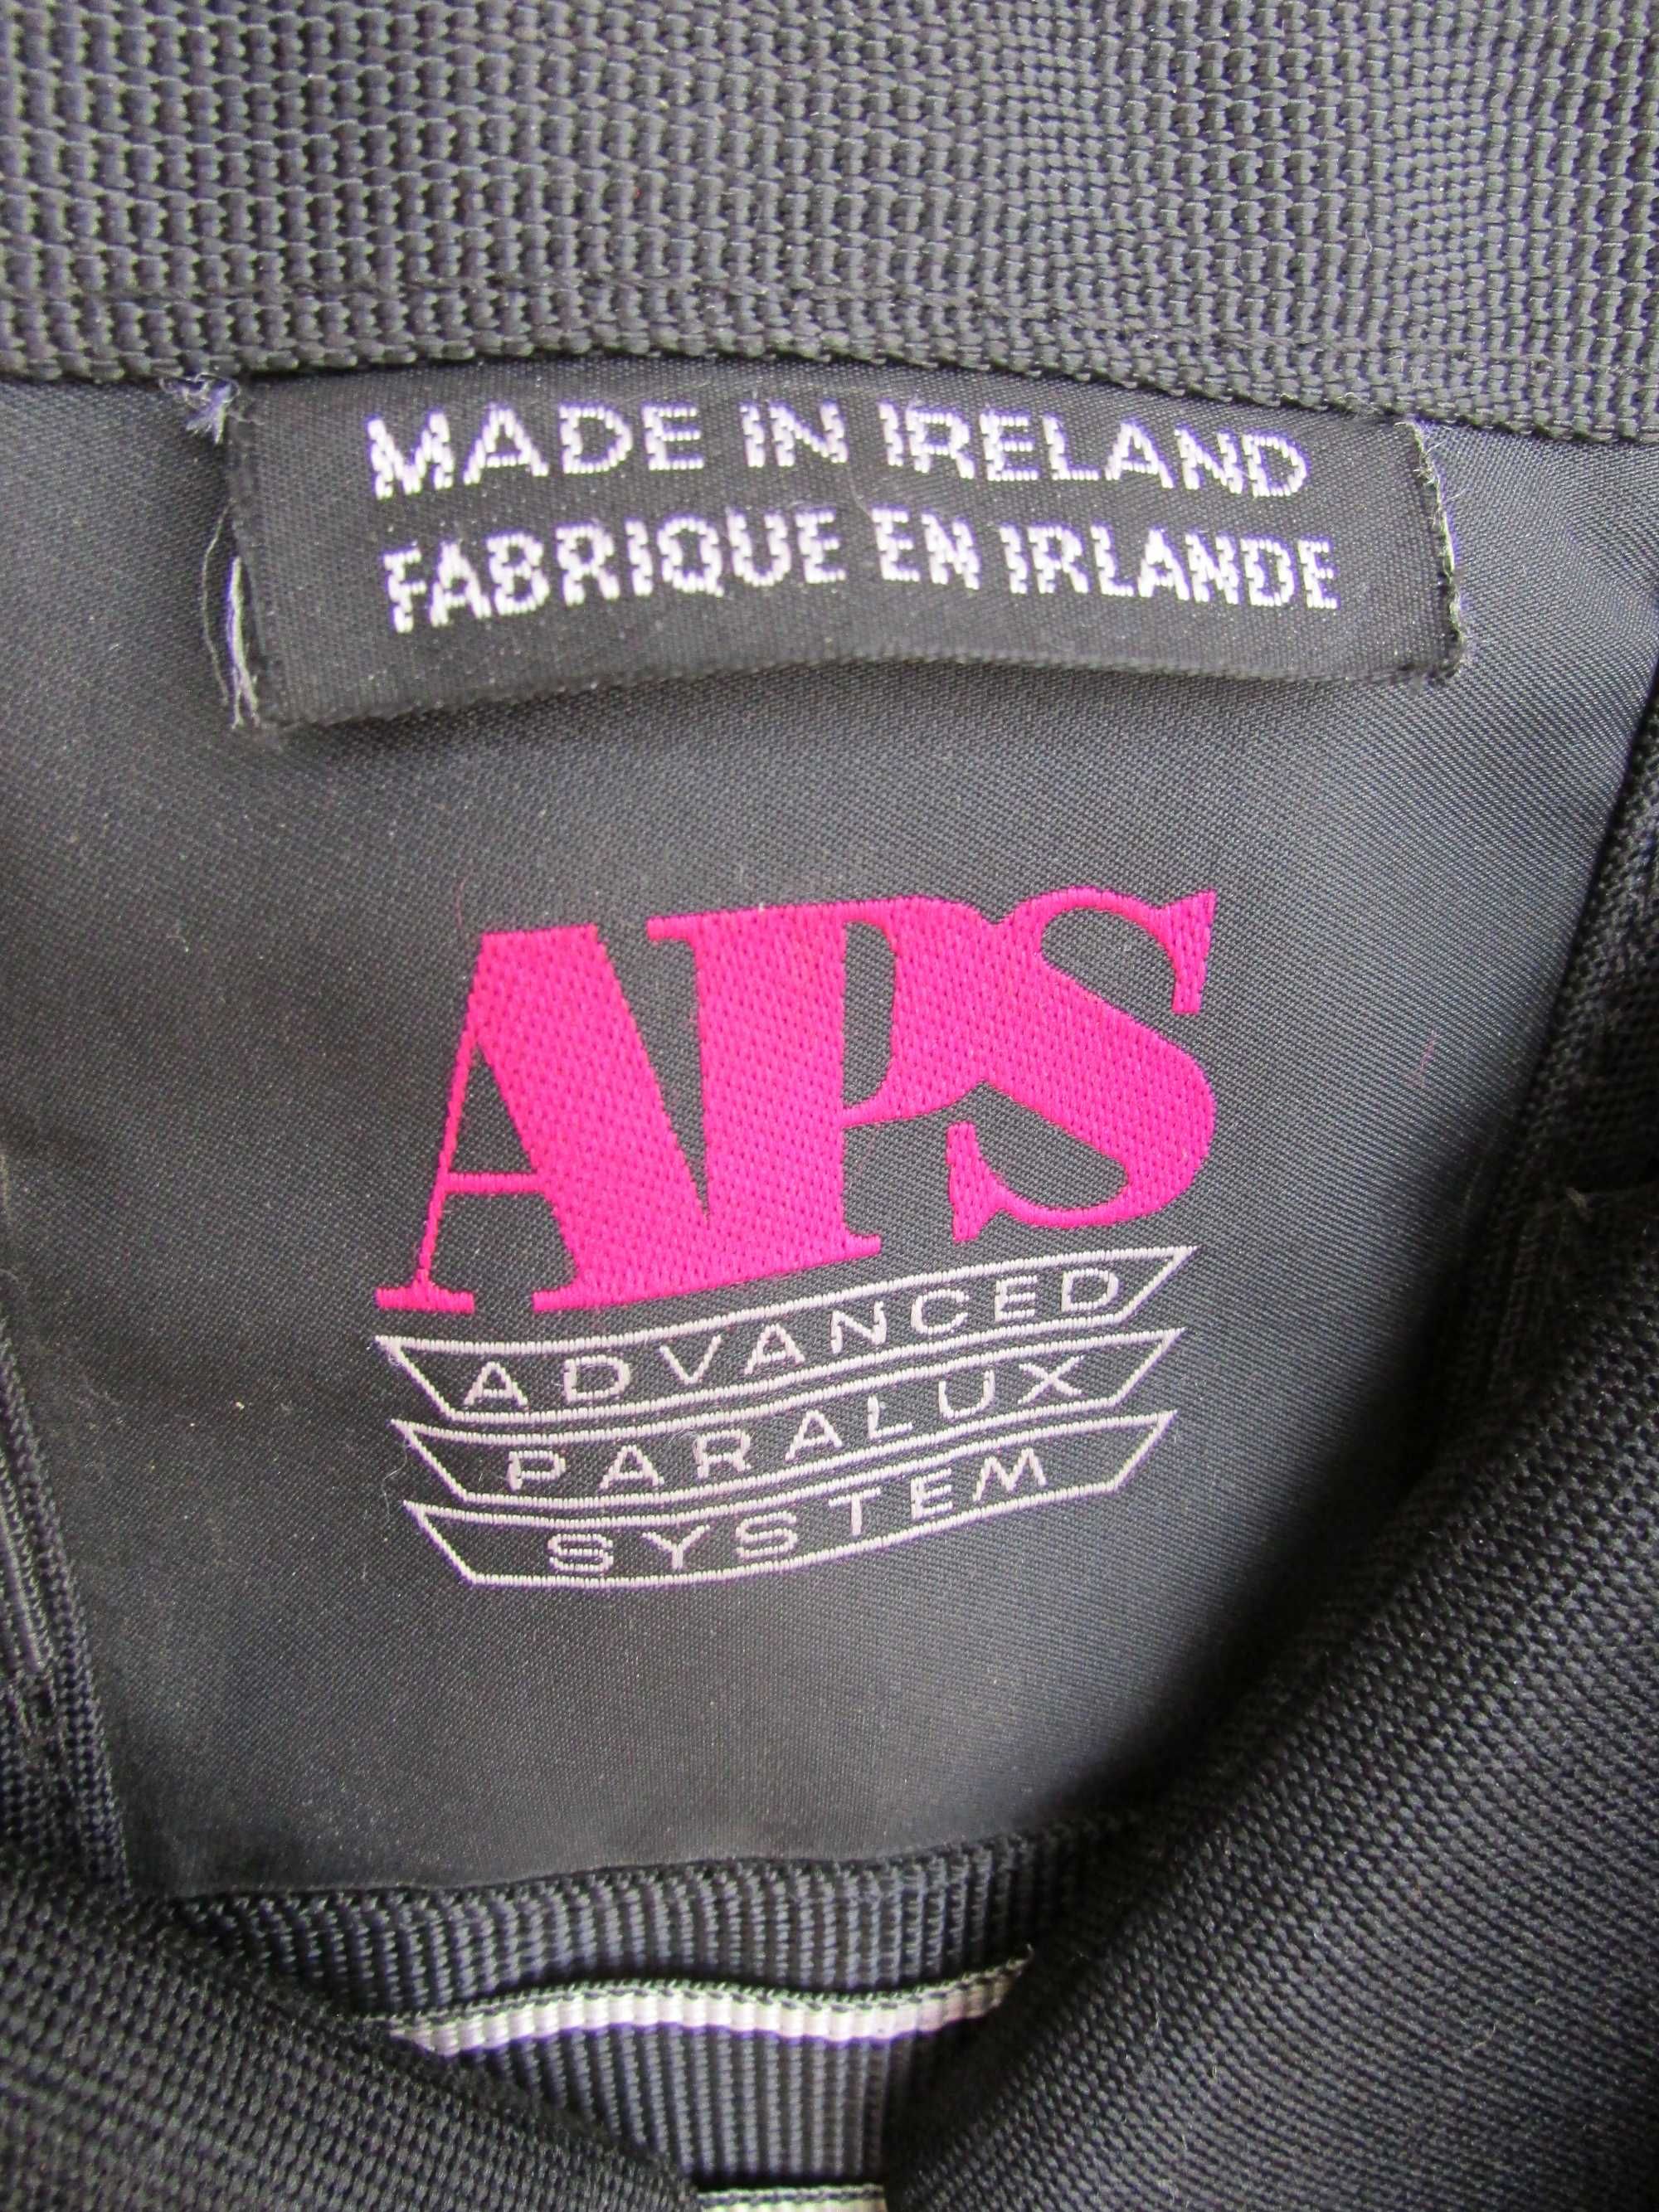 MADE IN IRELAND
FABRIQUE EN IRLANDE
APS
ADVANCED
PARALUX
SYSTEM